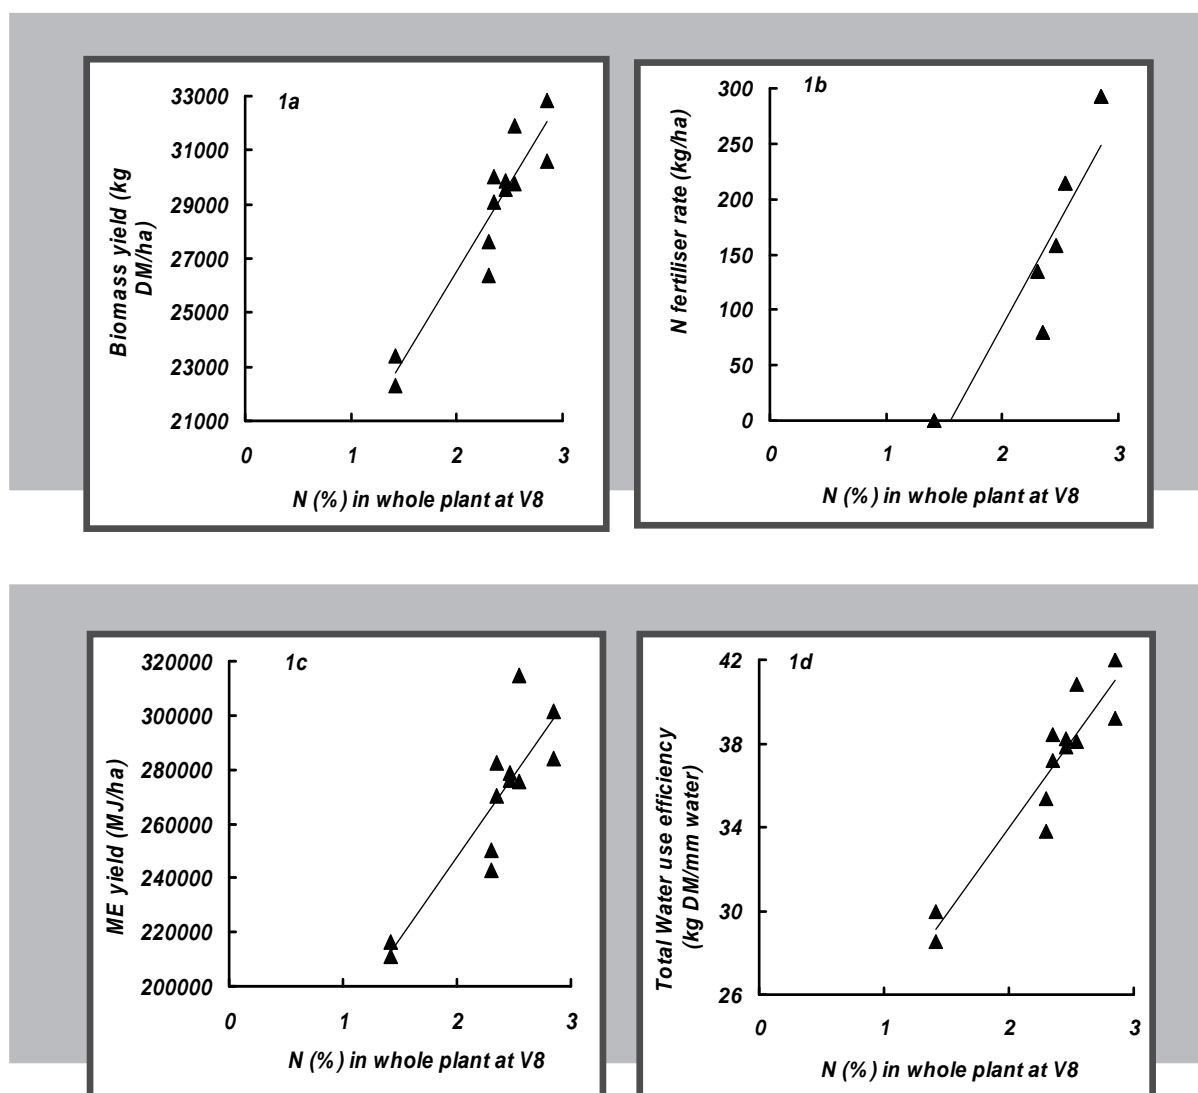 1a
33000
31000
29000
26000
25000
23000
21000
0 1 2 3
Biomass yield (kg
DM/ha)
N (%) in whole plant at V8
1b
300
250
200
150
100
50
0
0 1 2 3
N fertiliser rate (kg/ha)
N (%) in whole plant at V8
1c
320000
300000
280000
260000
240000
220000
200000
0 1 2 3
ME yield (MJ/ha)
N (%) in whole plant at V8
1d
42
38
34
30
26
0 1 2 3
Total Water use efficiency
(kg DM/mm water)
N (%) in whole plant at V8